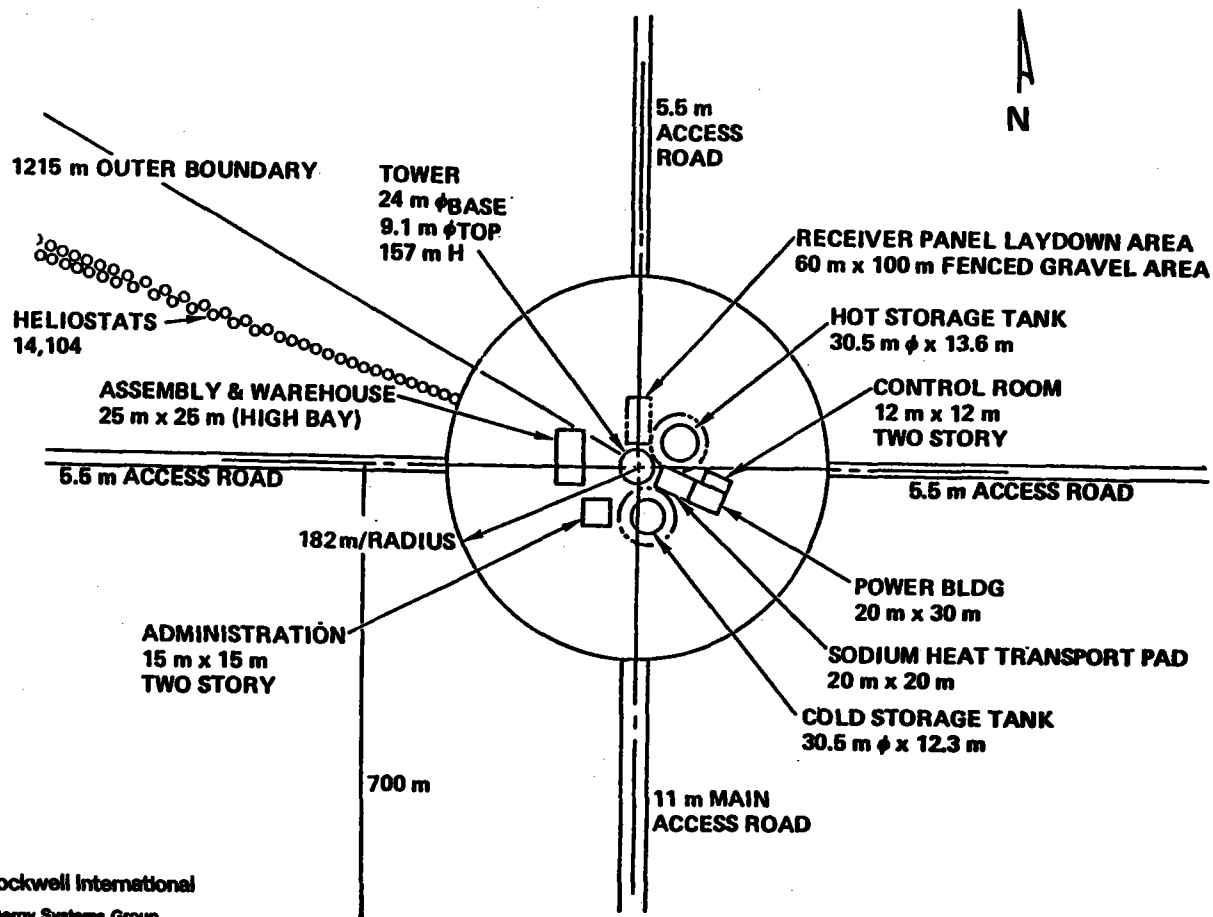 5.5 m
ACCESS
ROAD
N
1215 m OUTER BOUNDARY
TOWER
24 m ϕBASE
9.1 m ϕTOP
157 m H
RECEIVER PANEL LAYDOWN AREA
60 m x 100 m FENCED GRAVEL AREA
HELIOSTATS
14,104
HOT STORAGE TANK
30.5 m ϕ x 13.6 m
ASSEMBLY & WAREHOUSE
25 m x 25 m (HIGH BAY)
CONTROL ROOM
12 m x 12 m
TWO STORY
5.5 m ACCESS ROAD
5.5 m ACCESS ROAD
182 m/RADIUS
POWER BLDG
20 m x 30 m
ADMINISTRATION
15 m x 15 m
TWO STORY
SODIUM HEAT TRANSPORT PAD
20 m x 20 m
COLD STORAGE TANK
30.5 m ϕ x 12.3 m
700 m
11 m MAIN
ACCESS ROAD
ockwell International
Systems Group